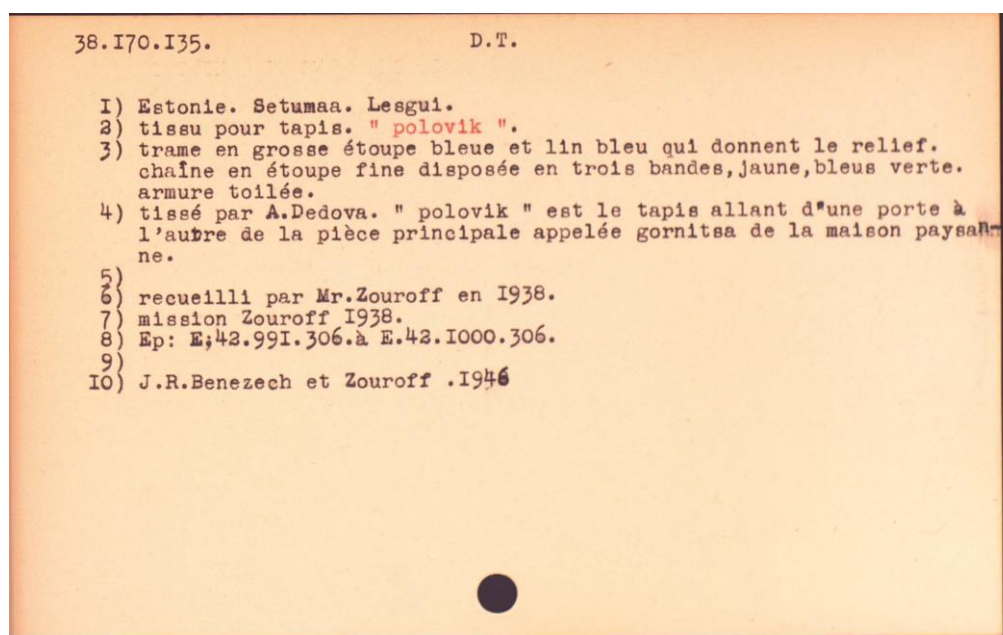 38.I70.I35. D.T.
I) Estonie. Setumaa. Lesgui.
2) tissu pour tapis. " polovik ".
3) trame en grosse étoupe bleue et lin bleu qui donnent le relief.
chaîne en étoupe fine disposée en trois bandes,jaune,bleus verte.
armure toilée.
4) tissé par A.Dedova. " polovik " est le tapis allant d"une porte à
l'autre de la pièce principale appelée gornitsa de la maison paysan-
ne.
5)
6) recueilli par Mr.Zouroff en I938.
7) mission Zouroff I938.
8) Ep: E;42.99I.306.à E.42.I000.306.
9)
IO) J.R.Benezech et Zouroff .I946